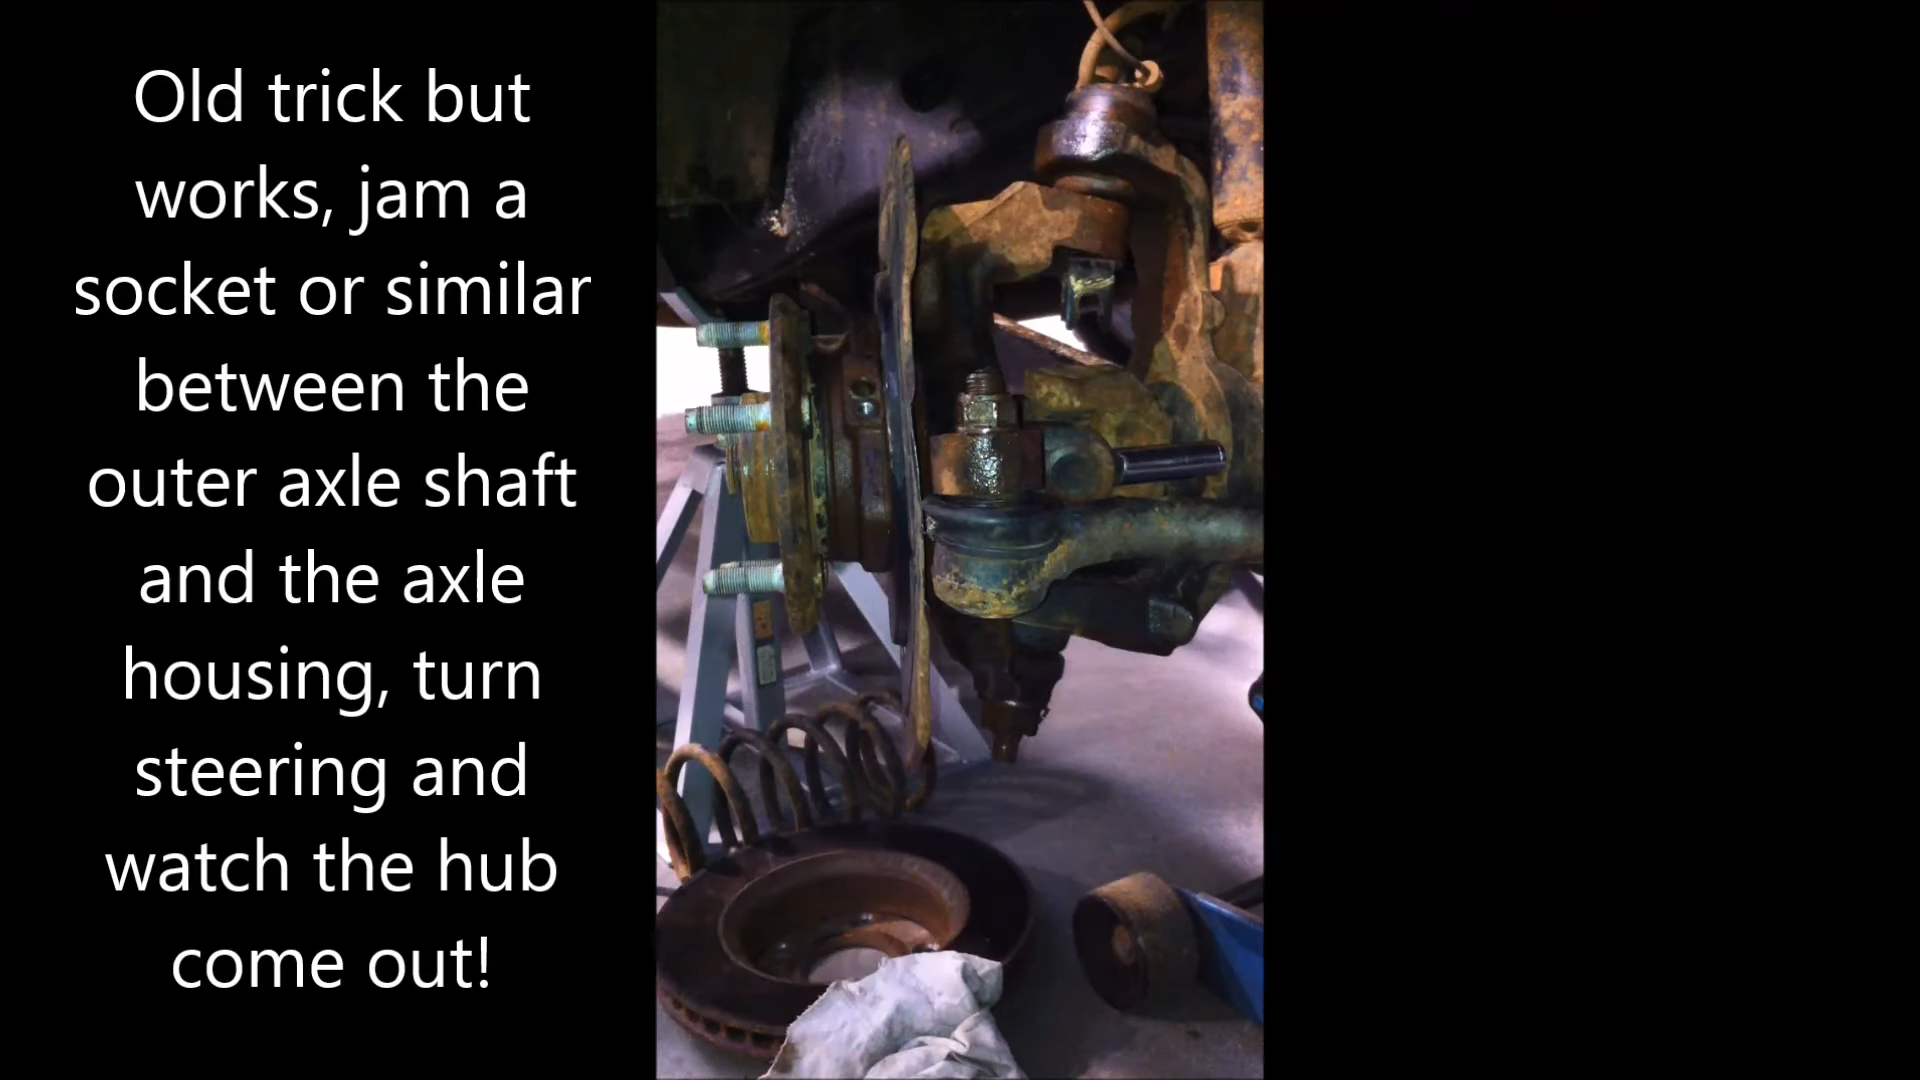 Old trick but
works, jam a
socket or similar
between the
outer axle shaft
and the axle
housing, turn
steering and
watch the hub
come out!